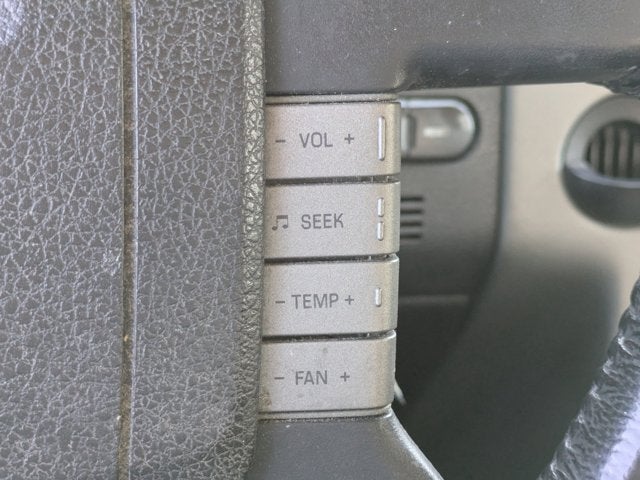 - VOL +
♫ SEEK
- TEMP +
- FAN +